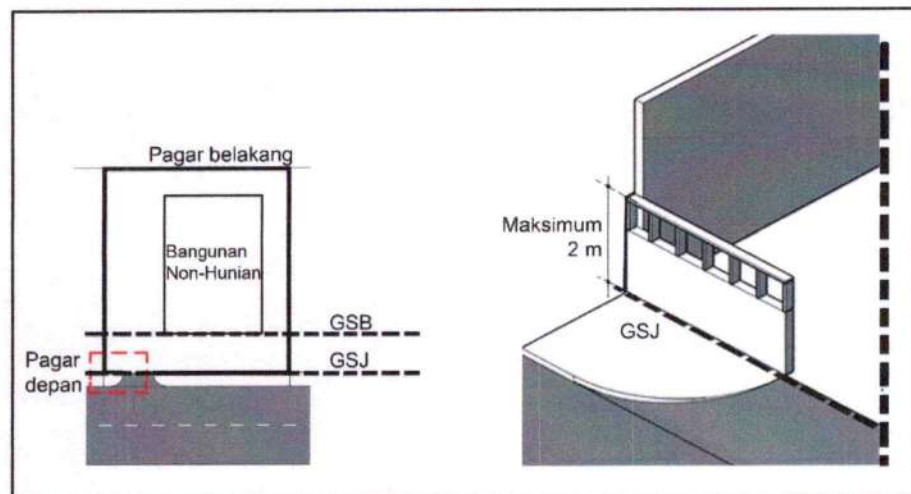 Pagar belakang
Bangunan
Non-Hunian
GSB
Pagar
depan
GSJ
Maksimum
2 m
GSJ